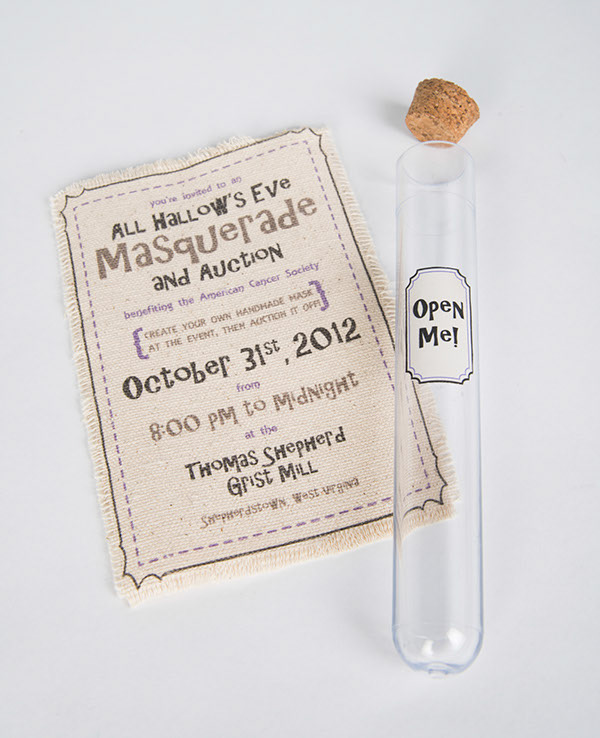 you're invited to an
All Hallow's Eve
Masquerade
and Auction
benefiting the American Cancer Society
{CREATE YOUR OWN HANDMADE MASK
AT THE EVENT, THEN AUCTION IT OFF!}
October 31st, 2012
from
8:00 pm to Midnight
at the
Thomas Shepherd
Grist Mill
Shepherdstown, West Virginia
Open
Me!